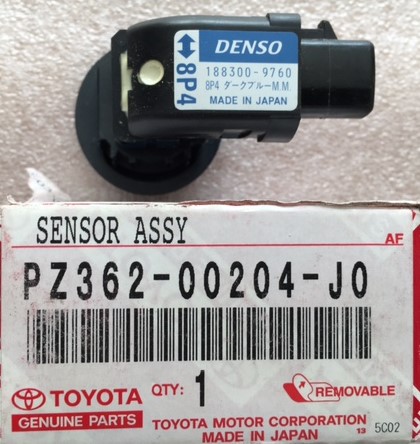 DENSO
8P4
188300-9760
8P4 ダークブルーM.M.
MADE IN JAPAN
SENSOR ASSY
AF
PZ362-00204-J0
TOYOTA
GENUINE PARTS
QTY: 1
REMOVABLE
TOYOTA MOTOR CORPORATION
MADE IN JAPAN
13
5C02